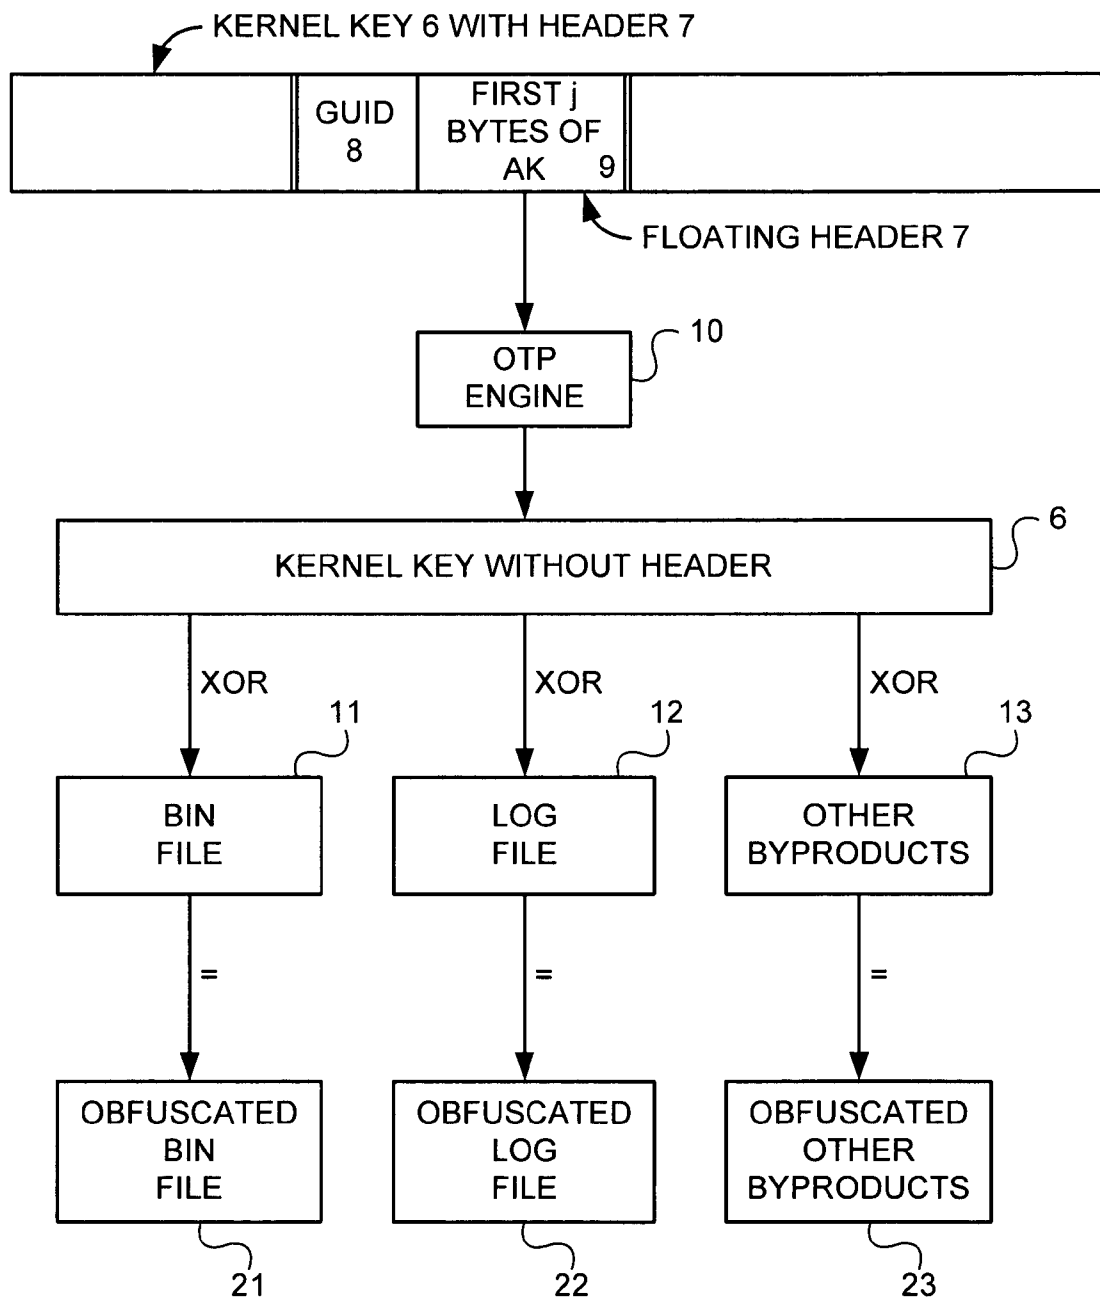 KERNEL KEY 6 WITH HEADER 7
GUID
8
FIRST j
BYTES OF
AK
9
FLOATING HEADER 7
OTP
ENGINE
10
KERNEL KEY WITHOUT HEADER
6
XOR
XOR
XOR
11
12
13
BIN
FILE
LOG
FILE
OTHER
BYPRODUCTS
=
=
=
OBFUSCATED
BIN
FILE
OBFUSCATED
LOG
FILE
OBFUSCATED
OTHER
BYPRODUCTS
21
22
23